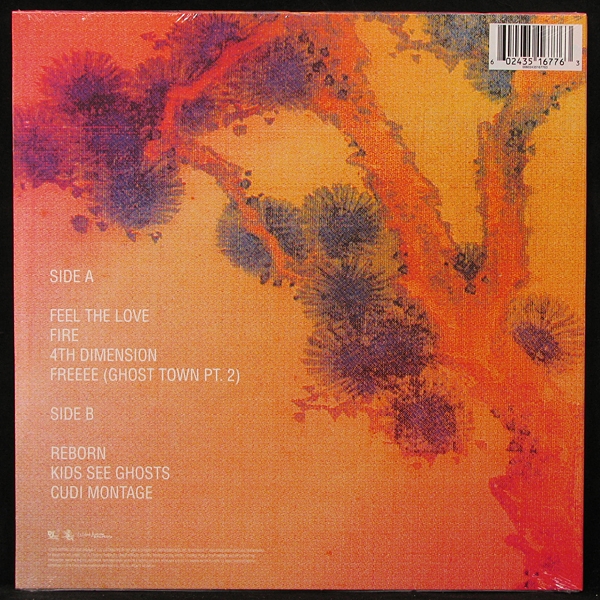 6 02435 16776 3
SIDE A
FEEL THE LOVE
FIRE
4TH DIMENSION
FREEEE (GHOST TOWN PT. 2)
SIDE B
REBORN
KIDS SEE GHOSTS
CUDI MONTAGE